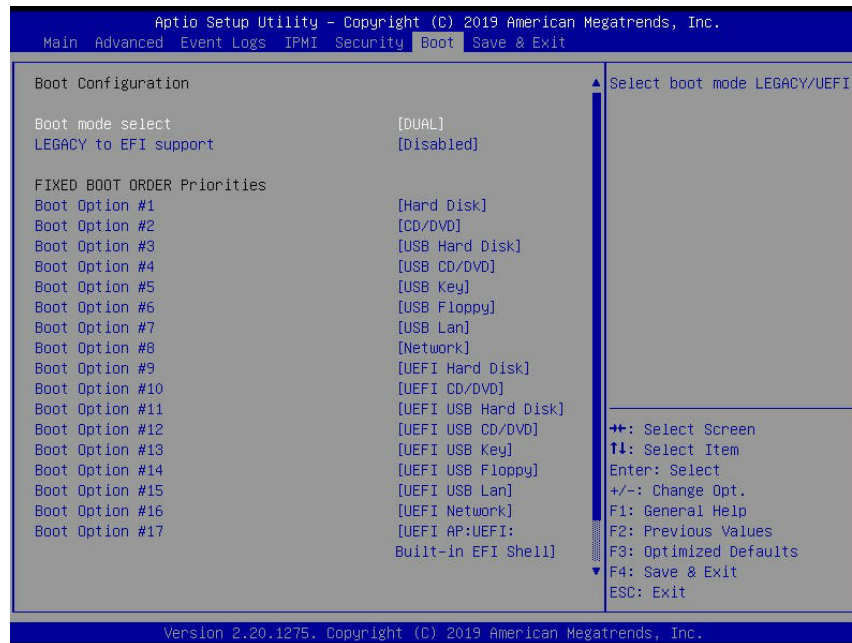 Aptio Setup Utility – Copyright (C) 2019 American Megatrends, Inc.
Main Advanced Event Logs IPMI Security Boot Save & Exit
Boot Configuration
Select boot mode LEGACY/UEFI
Boot mode select [DUAL]
LEGACY to EFI support [Disabled]
FIXED BOOT ORDER Priorities
Boot Option #1 [Hard Disk]
Boot Option #2 [CD/DVD]
Boot Option #3 [USB Hard Disk]
Boot Option #4 [USB CD/DVD]
Boot Option #5 [USB Key]
Boot Option #6 [USB Floppy]
Boot Option #7 [USB Lan]
Boot Option #8 [Network]
Boot Option #9 [UEFI Hard Disk]
Boot Option #10 [UEFI CD/DVD]
Boot Option #11 [UEFI USB Hard Disk]
Boot Option #12 [UEFI USB CD/DVD]
Boot Option #13 [UEFI USB Key]
Boot Option #14 [UEFI USB Floppy]
Boot Option #15 [UEFI USB Lan]
Boot Option #16 [UEFI Network]
Boot Option #17 [UEFI AP:UEFI:
Built-in EFI Shell]
→←: Select Screen
↑↓: Select Item
Enter: Select
+/-: Change Opt.
F1: General Help
F2: Previous Values
F3: Optimized Defaults
F4: Save & Exit
ESC: Exit
Version 2.20.1275. Copyright (C) 2019 American Megatrends, Inc.